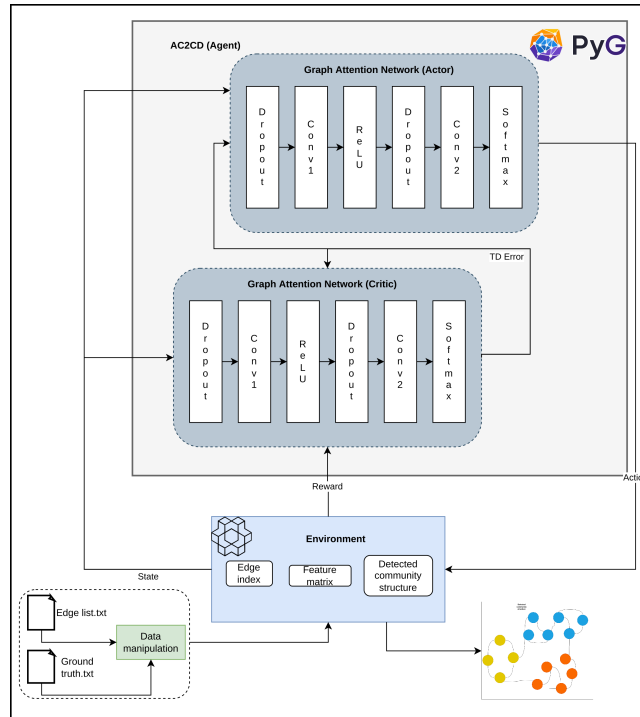 AC2CD (Agent)
PyG
Graph Attention Network (Actor)
Dropout
Conv1
ReLU
Dropout
Conv2
Softmax
TD Error
Graph Attention Network (Critic)
Dropout
Conv1
ReLU
Dropout
Conv2
Softmax
Actio
Reward
Environment
Edge
index
Feature
matrix
Detected
community
structure
State
Edge list.txt
Data
manipulation
Ground
truth.txt